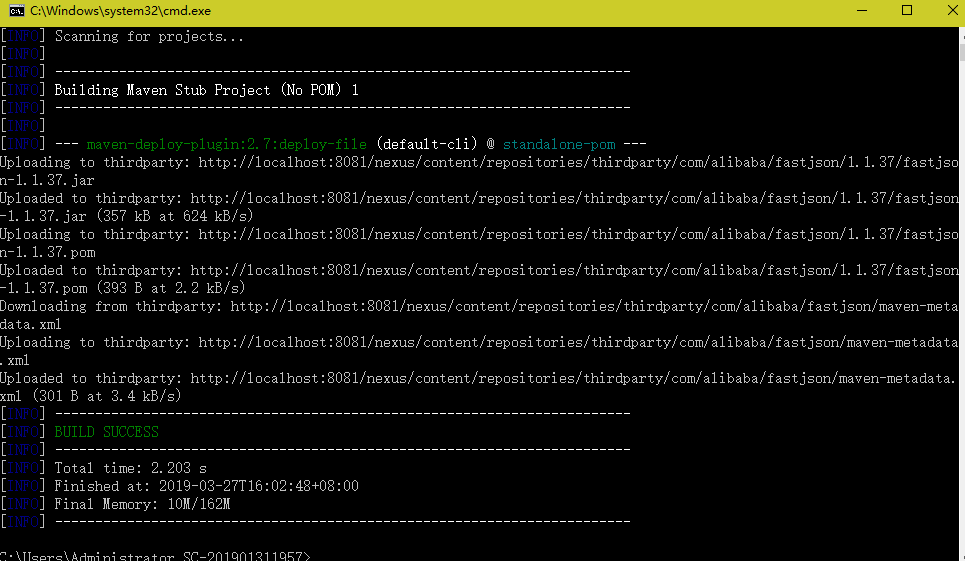 C:\Windows\system32\cmd.exe
[INFO] Scanning for projects...
[INFO]
[INFO] ------------------------------------------------------------------------
[INFO] Building Maven Stub Project (No POM) 1
[INFO] ------------------------------------------------------------------------
[INFO]
[INFO] --- maven-deploy-plugin:2.7:deploy-file (default-cli) @ standalone-pom ---
Uploading to thirdparty: http://localhost:8081/nexus/content/repositories/thirdparty/com/alibaba/fastjson/1.1.37/fastjso
n-1.1.37.jar
Uploaded to thirdparty: http://localhost:8081/nexus/content/repositories/thirdparty/com/alibaba/fastjson/1.1.37/fastjson
-1.1.37.jar (357 kB at 624 kB/s)
Uploading to thirdparty: http://localhost:8081/nexus/content/repositories/thirdparty/com/alibaba/fastjson/1.1.37/fastjso
n-1.1.37.pom
Uploaded to thirdparty: http://localhost:8081/nexus/content/repositories/thirdparty/com/alibaba/fastjson/1.1.37/fastjson
-1.1.37.pom (393 B at 2.2 kB/s)
Downloading from thirdparty: http://localhost:8081/nexus/content/repositories/thirdparty/com/alibaba/fastjson/maven-meta
data.xml
Uploading to thirdparty: http://localhost:8081/nexus/content/repositories/thirdparty/com/alibaba/fastjson/maven-metadata
.xml
Uploaded to thirdparty: http://localhost:8081/nexus/content/repositories/thirdparty/com/alibaba/fastjson/maven-metadata.
xml (301 B at 3.4 kB/s)
[INFO] ------------------------------------------------------------------------
[INFO] BUILD SUCCESS
[INFO] ------------------------------------------------------------------------
[INFO] Total time: 2.203 s
[INFO] Finished at: 2019-03-27T16:02:48+08:00
[INFO] Final Memory: 10M/162M
[INFO] ------------------------------------------------------------------------
C:\Users\Administrator.SC-201901311957>